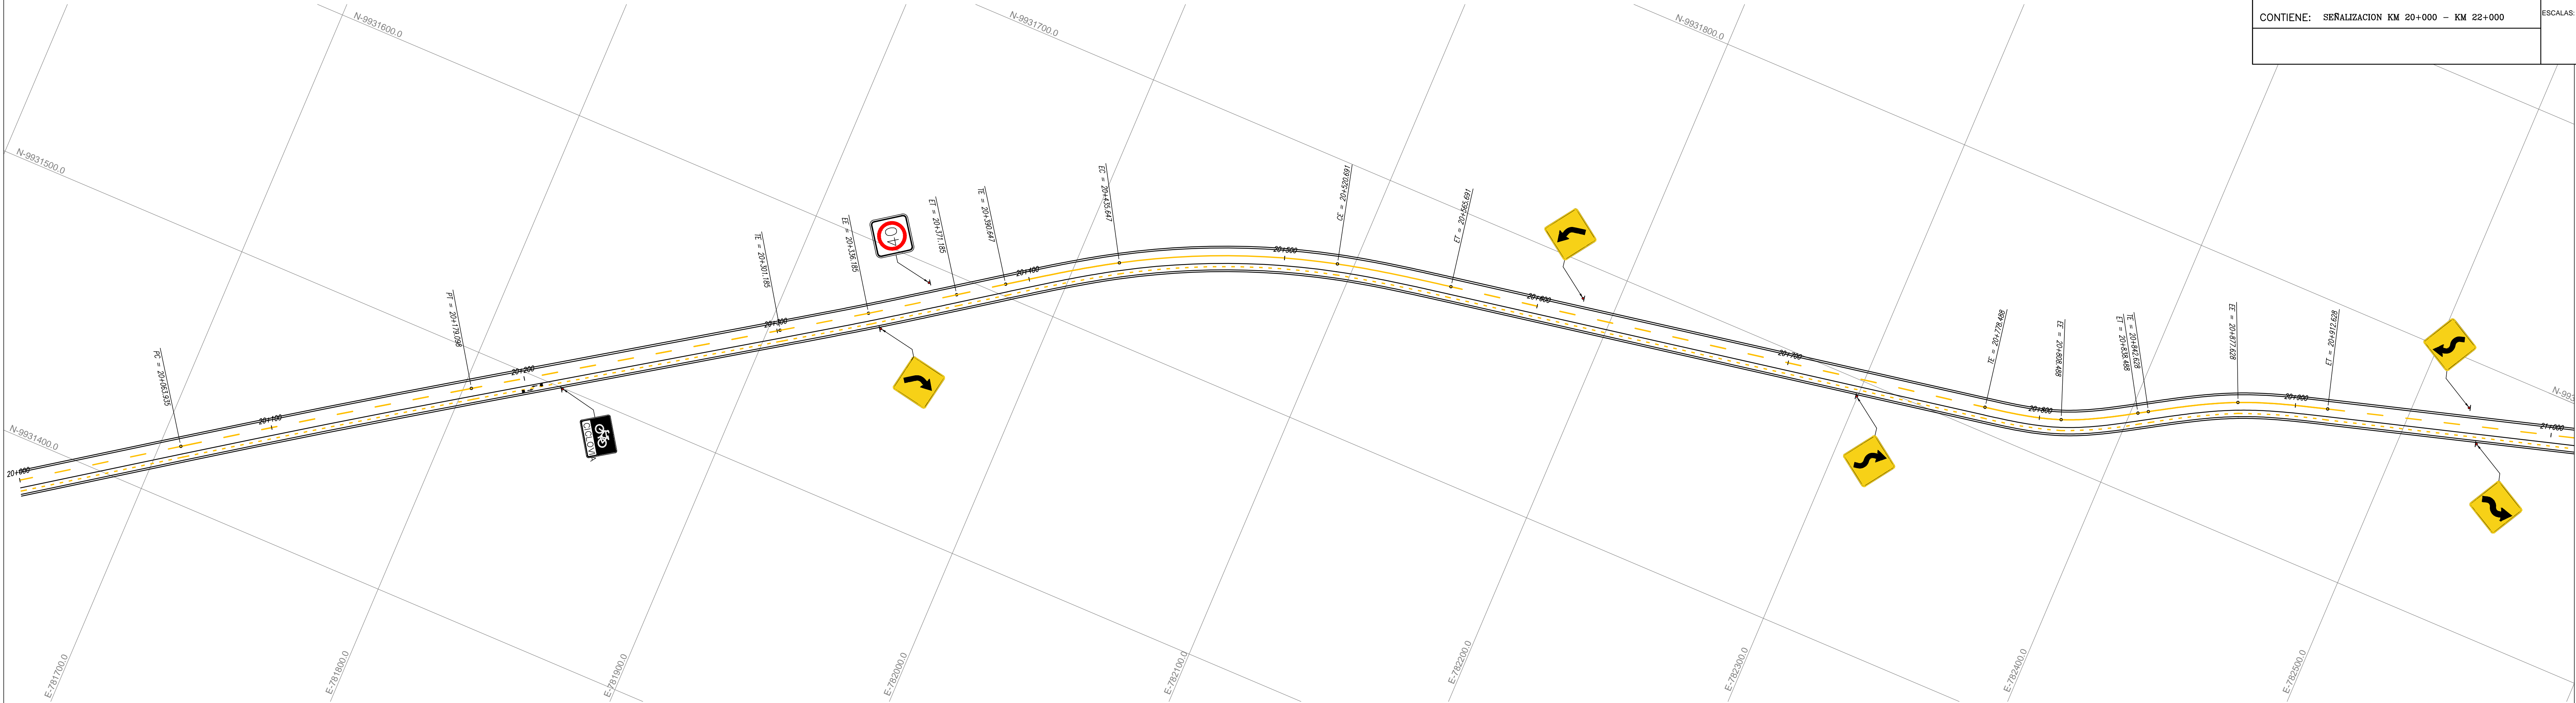 CONTIENE: SEÑALIZACION KM 20+000 - KM 22+000
ESCALAS:
N-9931600.0
N-9931700.0
N-9931800.0
N-9931500.0
N-9931400.0
PC = 20+063.935
PT = 20+179.098
TE = 20+301.185
EE = 20+336.185
40
ET = 20+371.185
TE = 20+390.647
EC = 20+435.647
CE = 20+520.691
ET = 20+565.691
TE = 20+778.488
EE = 20+808.488
ET = 20+838.488
TE = 20+842.628
EE = 20+877.628
ET = 20+912.628
20+000
20+100
20+200
20+300
20+400
20+500
20+600
20+700
20+800
20+900
21+000
CICLOVIA
E-781700.0
E-781800.0
E-781900.0
E-782000.0
E-782100.0
E-782200.0
E-782300.0
E-782400.0
E-782500.0